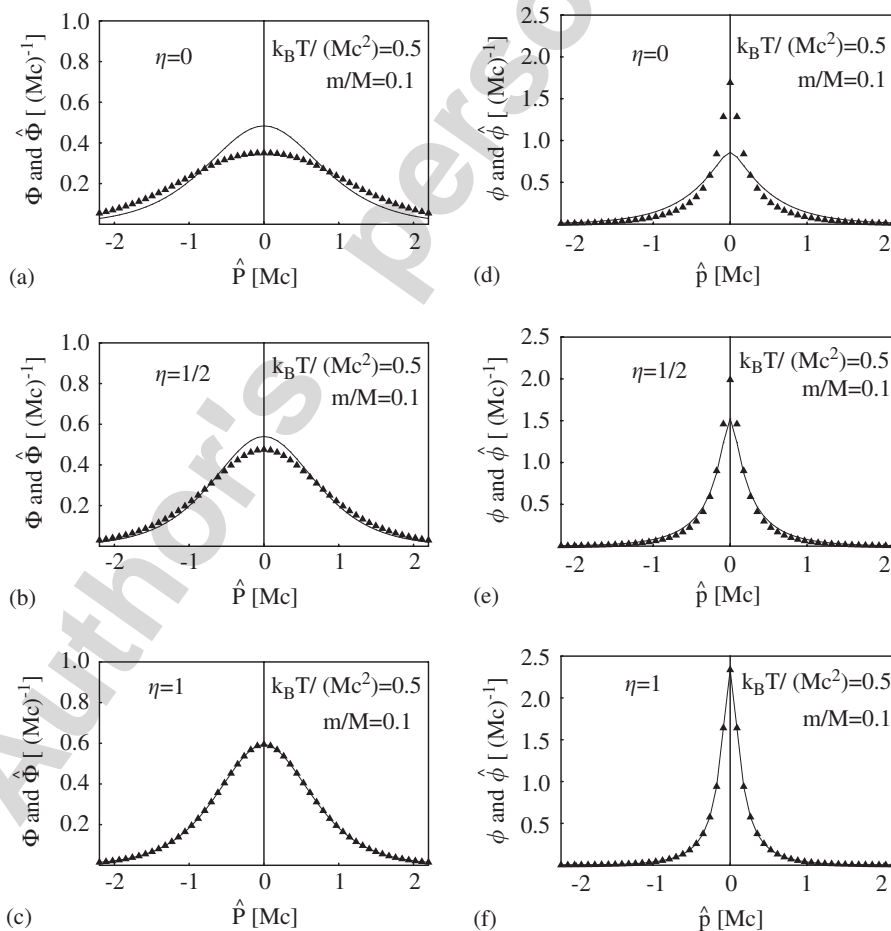 Φ and Φ̂ [ (Mc)⁻¹]
1.0
0.8
0.6
0.4
0.2
η=0
k_BT/ (Mc²)=0.5
m/M=0.1
-2 -1 0 1 2
(a)
P̂ [Mc]
ϕ and ϕ̂ [ (Mc)⁻¹]
2.5
2.0
1.5
1.0
0.5
η=0
k_BT/ (Mc²)=0.5
m/M=0.1
-2 -1 0 1 2
(d)
p̂ [Mc]
Φ and Φ̂ [ (Mc)⁻¹]
1.0
0.8
0.6
0.4
0.2
η=1/2
k_BT/ (Mc²)=0.5
m/M=0.1
-2 -1 0 1 2
(b)
P̂ [Mc]
ϕ and ϕ̂ [ (Mc)⁻¹]
2.5
2.0
1.5
1.0
0.5
η=1/2
k_BT/ (Mc²)=0.5
m/M=0.1
-2 -1 0 1 2
(e)
p̂ [Mc]
Φ and Φ̂ [ (Mc)⁻¹]
1.0
0.8
0.6
0.4
0.2
η=1
k_BT/ (Mc²)=0.5
m/M=0.1
-2 -1 0 1 2
(c)
P̂ [Mc]
ϕ and ϕ̂ [ (Mc)⁻¹]
2.5
2.0
1.5
1.0
0.5
η=1
k_BT/ (Mc²)=0.5
m/M=0.1
-2 -1 0 1 2
(f)
p̂ [Mc]
Author's perso